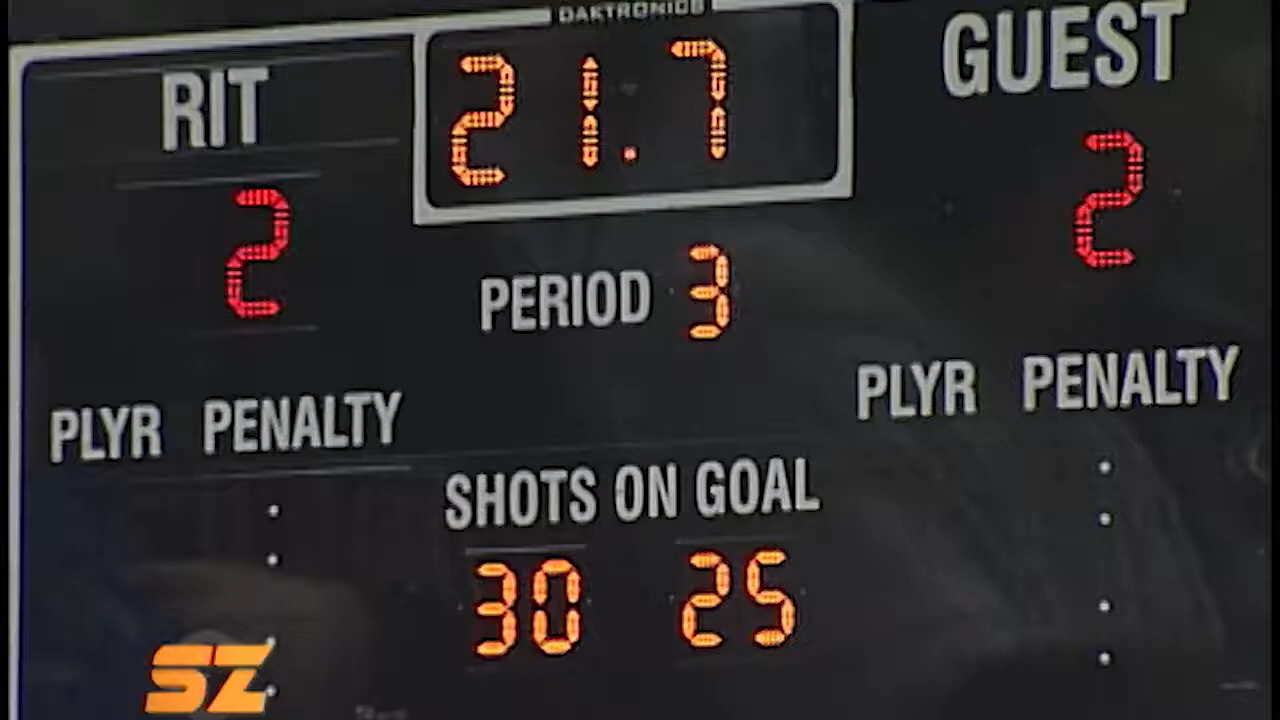 DAKTRONICS
RIT 21.7 GUEST
2 2
PERIOD 3
PLYR PENALTY PLYR PENALTY
SHOTS ON GOAL
30 25
SZ